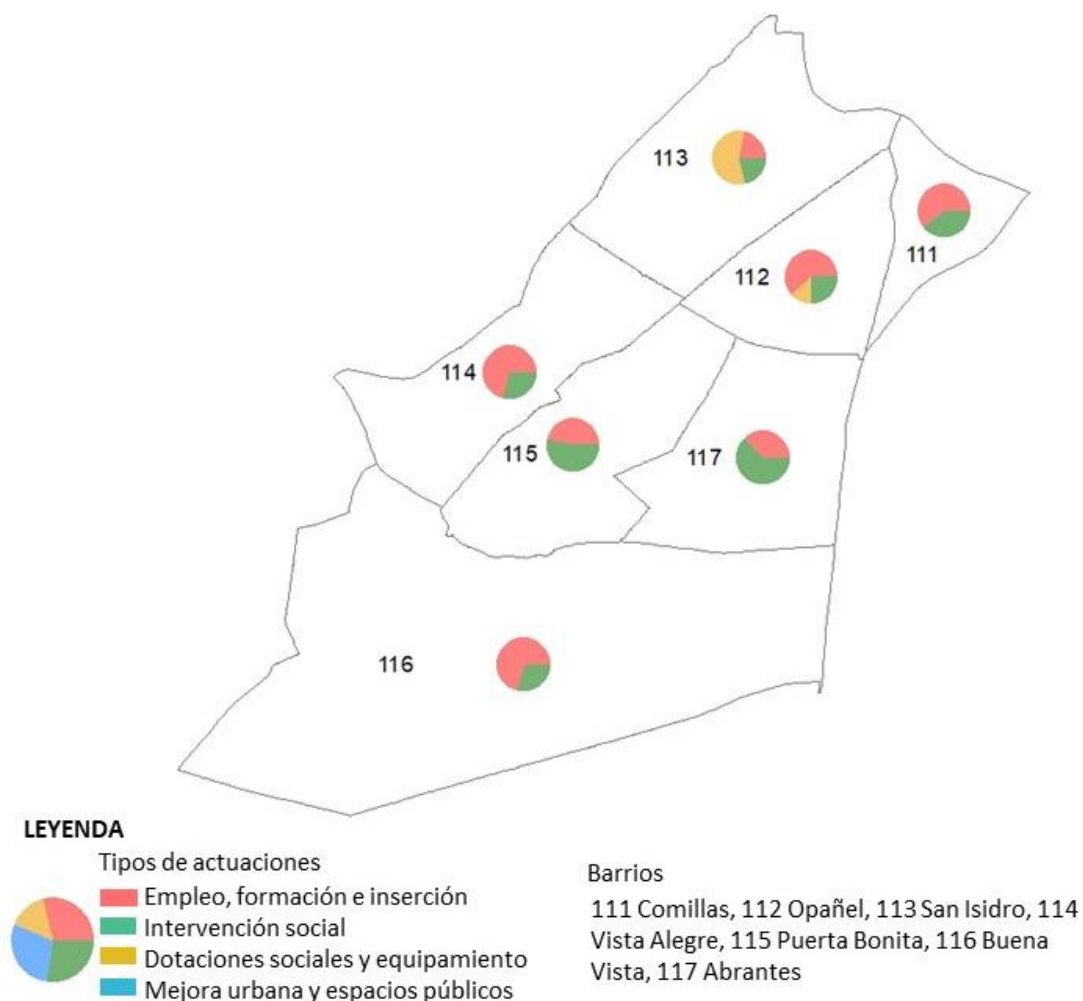 113
111
112
114
115
117
116
LEYENDA
Tipos de actuaciones
Empleo, formación e inserción
Intervención social
Dotaciones sociales y equipamiento
Mejora urbana y espacios públicos
Barrios
111 Comillas, 112 Opañel, 113 San Isidro, 114
Vista Alegre, 115 Puerta Bonita, 116 Buena
Vista, 117 Abrantes